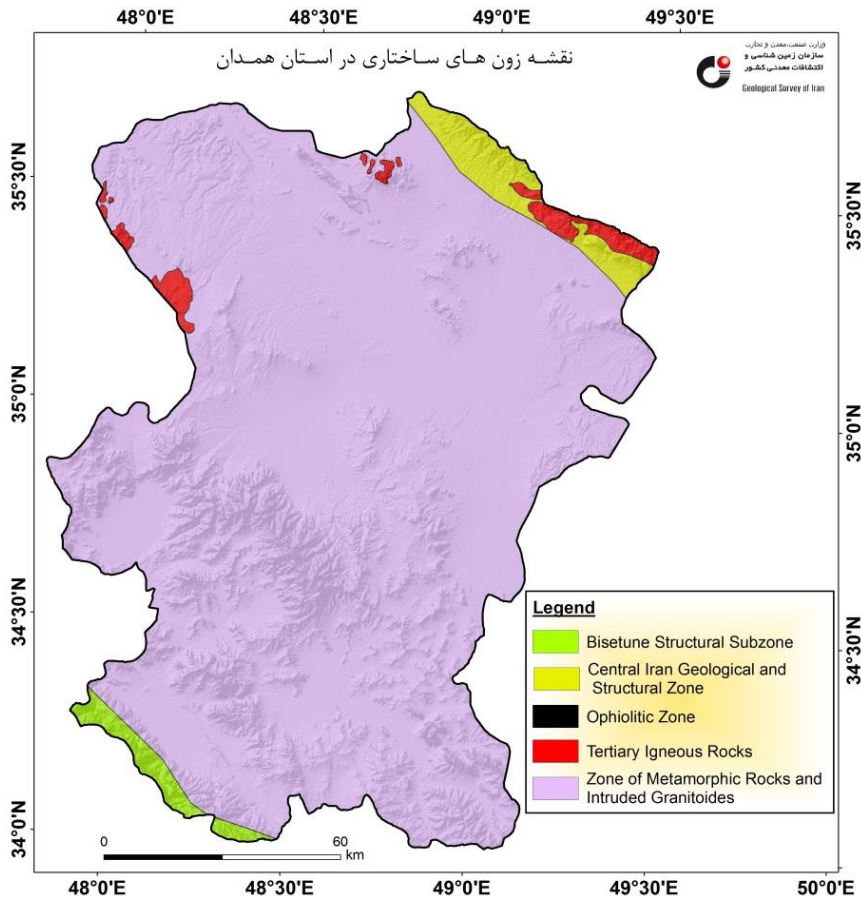 48°0'E 48°30'E 49°0'E 49°30'E
نقشه زون های ساختاری در استان همدان
وزارت صنعت،معدن و تجارت
سازمان زمین شناسی و
اکتشافات معدنی کشور
Geological Survey of Iran
35°30'N
35°30'N
35°0'N
35°0'N
34°30'N
34°30'N
34°0'N
Legend
Bisetune Structural Subzone
Central Iran Geological and
Structural Zone
Ophiolitic Zone
Tertiary Igneous Rocks
Zone of Metamorphic Rocks and
Intruded Granitoides
0 60
km
48°0'E 48°30'E 49°0'E 49°30'E 50°0'E